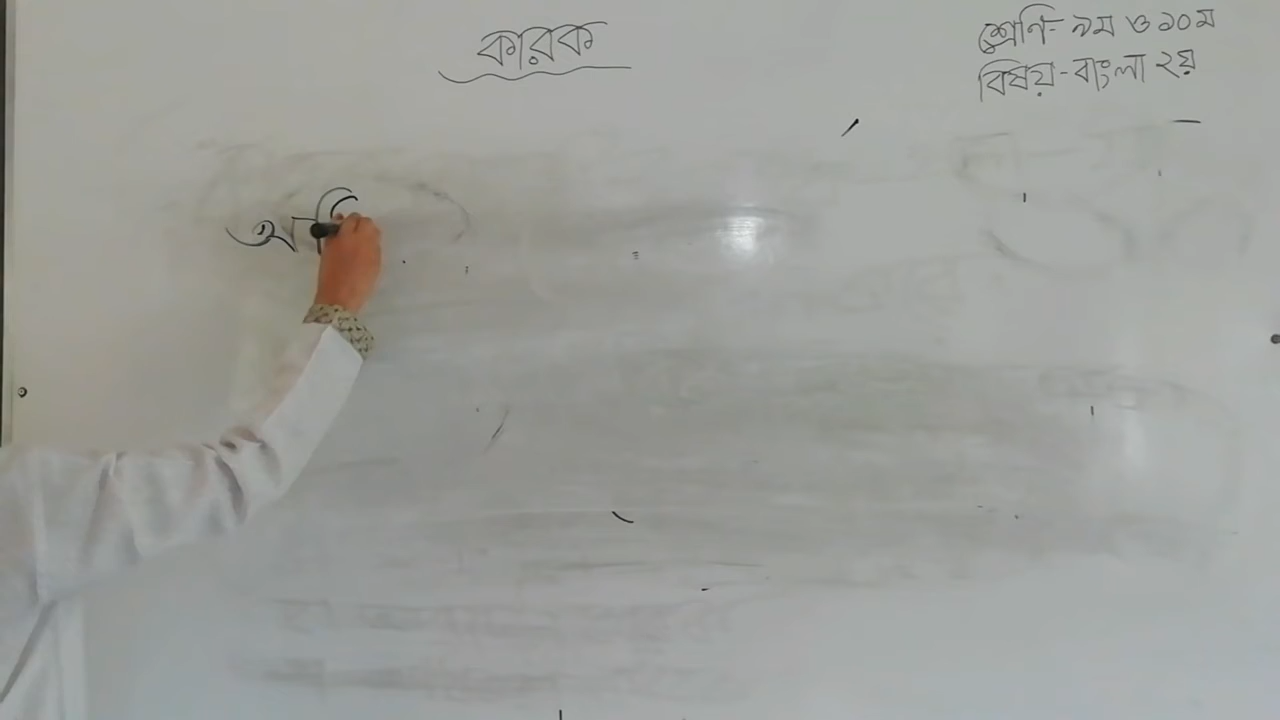 কারক
শ্রেণি- ৯ম ও ১০ম
বিষয়-বাংলা ২য়